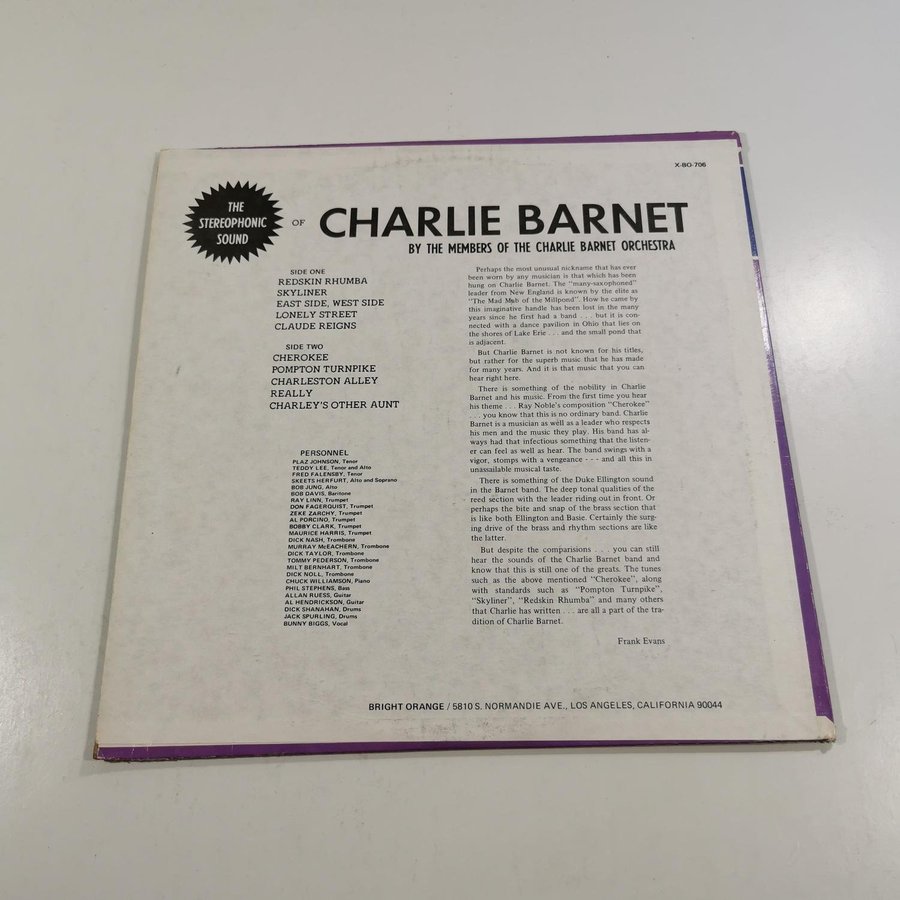 X-BO-706
THE
STEREOPHONIC
SOUND
OF CHARLIE BARNET
BY THE MEMBERS OF THE CHARLIE BARNET ORCHESTRA
SIDE ONE
REDSKIN RHUMBA
SKYLINER
EAST SIDE, WEST SIDE
LONELY STREET
CLAUDE REIGNS
SIDE TWO
CHEROKEE
POMPTON TURNPIKE
CHARLESTON ALLEY
REALLY
CHARLEY'S OTHER AUNT
PERSONNEL
PLAZ JOHNSON, Tenor
TEDDY LEE, Tenor and Alto
FRED FALENSBY, Tenor
SKEETS HERFURT, Alto and Soprano
BOB JUNG, Alto
BOB DAVIS, Baritone
RAY LINN, Trumpet
DON FAGERQUIST, Trumpet
ZEKE ZARCHY, Trumpet
AL PORCINO, Trumpet
BOBBY CLARK, Trumpet
MAURICE HARRIS, Trumpet
DICK NASH, Trombone
MURRAY McEACHERN, Trombone
DICK TAYLOR, Trombone
TOMMY PEDERSON, Trombone
MILT BERNHART, Trombone
DICK NOLL, Trombone
CHUCK WILLIAMSON, Piano
PHIL STEPHENS, Bass
ALLAN RUESS, Guitar
AL HENDRICKSON, Guitar
DICK SHANAHAN, Drums
JACK SPURLING, Drums
BUNNY BIGGS, Vocal
Perhaps the most unusual nickname that has ever
been worn by any musician is that which has been
hung on Charlie Barnet. The "many-saxophoned"
leader from New England is known by the elite as
"The Mad Mab of the Millpond". How he came by
this imaginative handle has been lost in the many
years since he first had a band . . . but it is con-
nected with a dance pavilion in Ohio that lies on
the shores of Lake Erie . . . and the small pond that
is adjacent.
But Charlie Barnet is not known for his titles,
but rather for the superb music that he has made
for many years. And it is that music that you can
hear right here.
There is something of the nobility in Charlie
Barnet and his music. From the first time you hear
his theme . . . Ray Noble's composition "Cherokee"
. . . you know that this is no ordinary band. Charlie
Barnet is a musician as well as a leader who respects
his men and the music they play. His band has al-
ways had that infectious something that the listen-
er can feel as well as hear. The band swings with a
vigor, stomps with a vengeance - - - and all this in
unassailable musical taste.
There is something of the Duke Ellington sound
in the Barnet band. The deep tonal qualities of the
reed section with the leader riding out in front. Or
perhaps the bite and snap of the brass section that
is like both Ellington and Basie. Certainly the surg-
ing drive of the brass and rhythm sections are like
the latter.
But despite the comparisions . . . you can still
hear the sounds of the Charlie Barnet band and
know that this is still one of the greats. The tunes
such as the above mentioned "Cherokee", along
with standards such as "Pompton Turnpike",
"Skyliner", "Redskin Rhumba" and many others
that Charlie has written . . . are all a part of the tra-
dition of Charlie Barnet.
Frank Evans
BRIGHT ORANGE / 5810 S. NORMANDIE AVE., LOS ANGELES, CALIFORNIA 90044